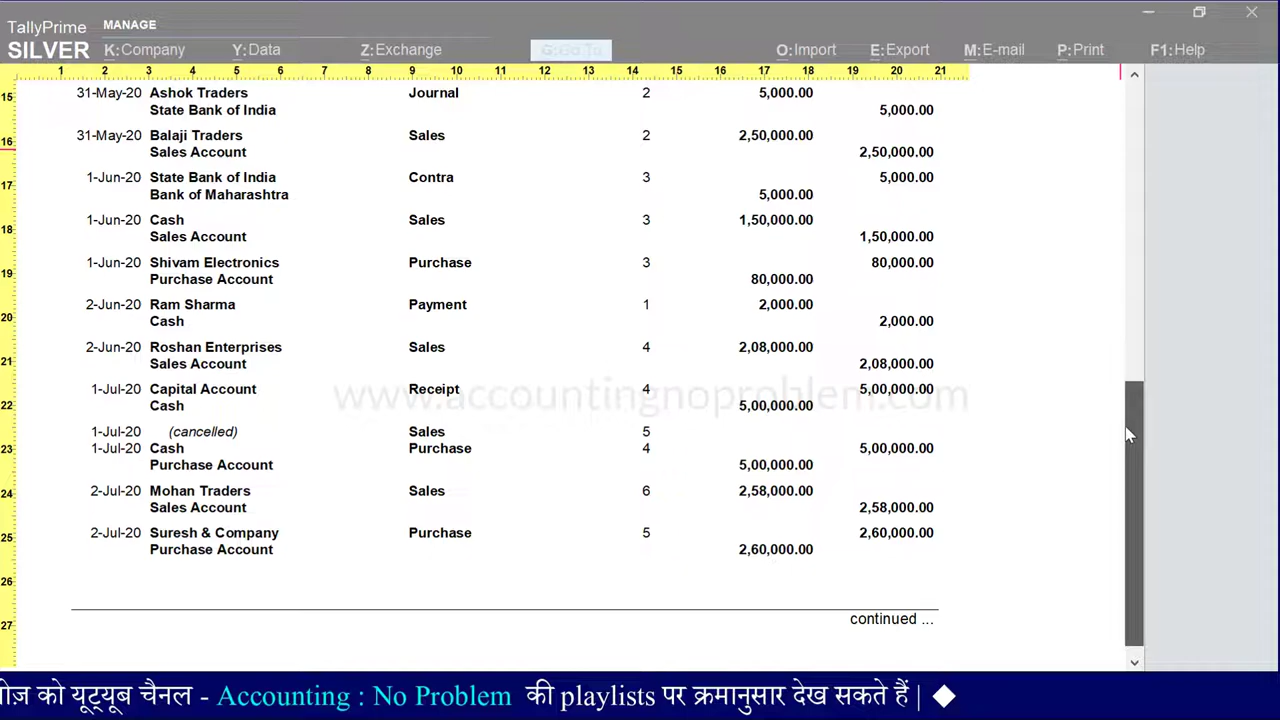 TallyPrime MANAGE
SILVER K:Company Y:Data Z:Exchange G:Go To O:Import E:Export M:E-mail P:Print F1:Help
1 2 3 4 5 6 7 8 9 10 11 12 13 14 15 16 17 18 19 20 21
15 31-May-20 Ashok Traders Journal 2 5,000.00
State Bank of India 5,000.00
16 31-May-20 Balaji Traders Sales 2 2,50,000.00
Sales Account 2,50,000.00
17 1-Jun-20 State Bank of India Contra 3 5,000.00
Bank of Maharashtra 5,000.00
18 1-Jun-20 Cash Sales 3 1,50,000.00
Sales Account 1,50,000.00
19 1-Jun-20 Shivam Electronics Purchase 3 80,000.00
Purchase Account 80,000.00
20 2-Jun-20 Ram Sharma Payment 1 2,000.00
Cash 2,000.00
21 2-Jun-20 Roshan Enterprises Sales 4 2,08,000.00
Sales Account 2,08,000.00
1-Jul-20 Capital Account Receipt 4 5,00,000.00
www.accountingnoproblem.com
22 Cash 5,00,000.00
1-Jul-20 (cancelled) Sales 5
23 1-Jul-20 Cash Purchase 4 5,00,000.00
Purchase Account 5,00,000.00
24 2-Jul-20 Mohan Traders Sales 6 2,58,000.00
Sales Account 2,58,000.00
25 2-Jul-20 Suresh & Company Purchase 5 2,60,000.00
Purchase Account 2,60,000.00
26
27 continued ...
को यूट्यूब चैनल - Accounting : No Problem की playlists पर क्रमानुसार देख सकते हैं | ◆